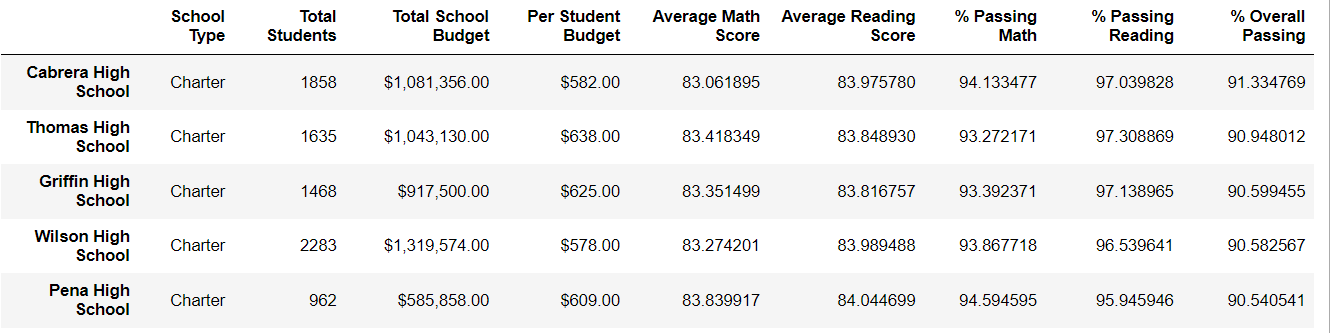 School Type Total Students Total School Budget Per Student Budget Average Math Score Average Reading Score % Passing Math % Passing Reading % Overall Passing
Cabrera High School Charter 1858 $1,081,356.00 $582.00 83.061895 83.975780 94.133477 97.039828 91.334769
Thomas High School Charter 1635 $1,043,130.00 $638.00 83.418349 83.848930 93.272171 97.308869 90.948012
Griffin High School Charter 1468 $917,500.00 $625.00 83.351499 83.816757 93.392371 97.138965 90.599455
Wilson High School Charter 2283 $1,319,574.00 $578.00 83.274201 83.989488 93.867718 96.539641 90.582567
Pena High School Charter 962 $585,858.00 $609.00 83.839917 84.044699 94.594595 95.945946 90.540541